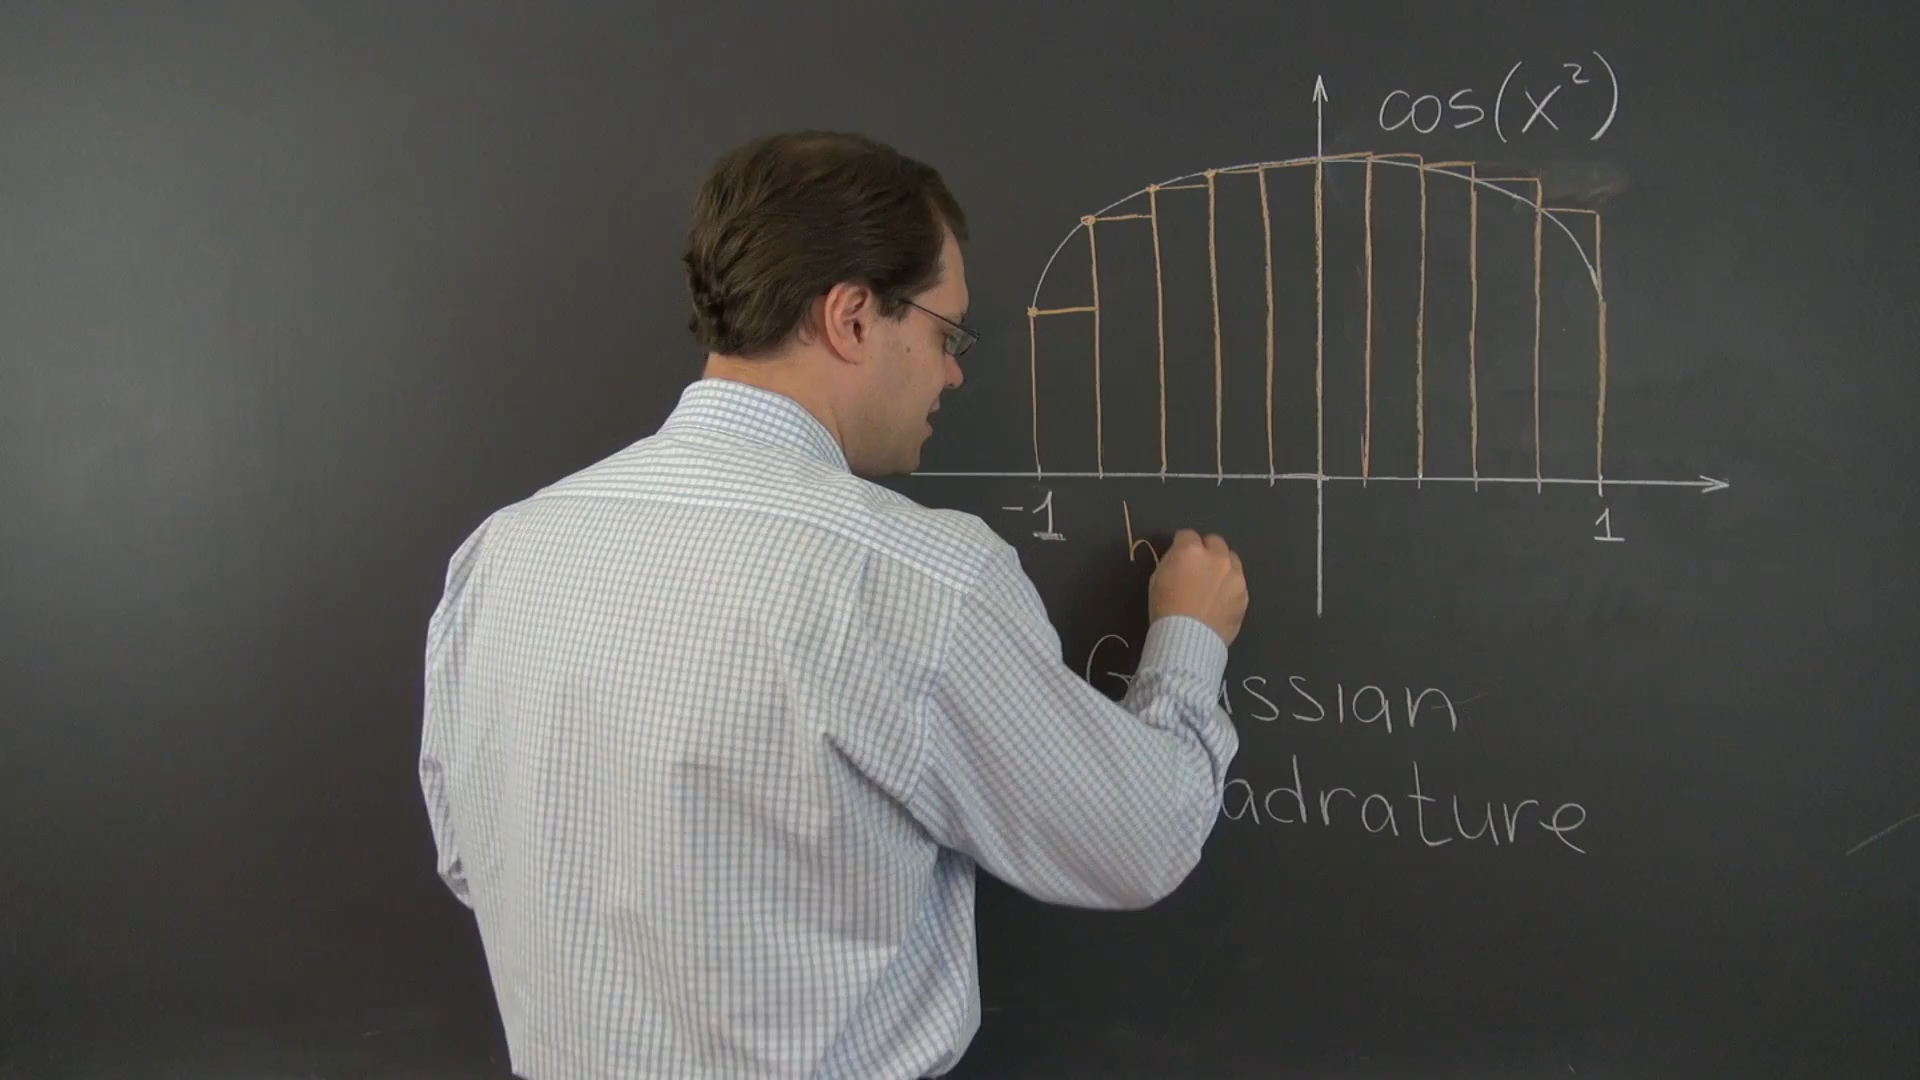 cos(x²)
-1 1
h
ssian
adrature